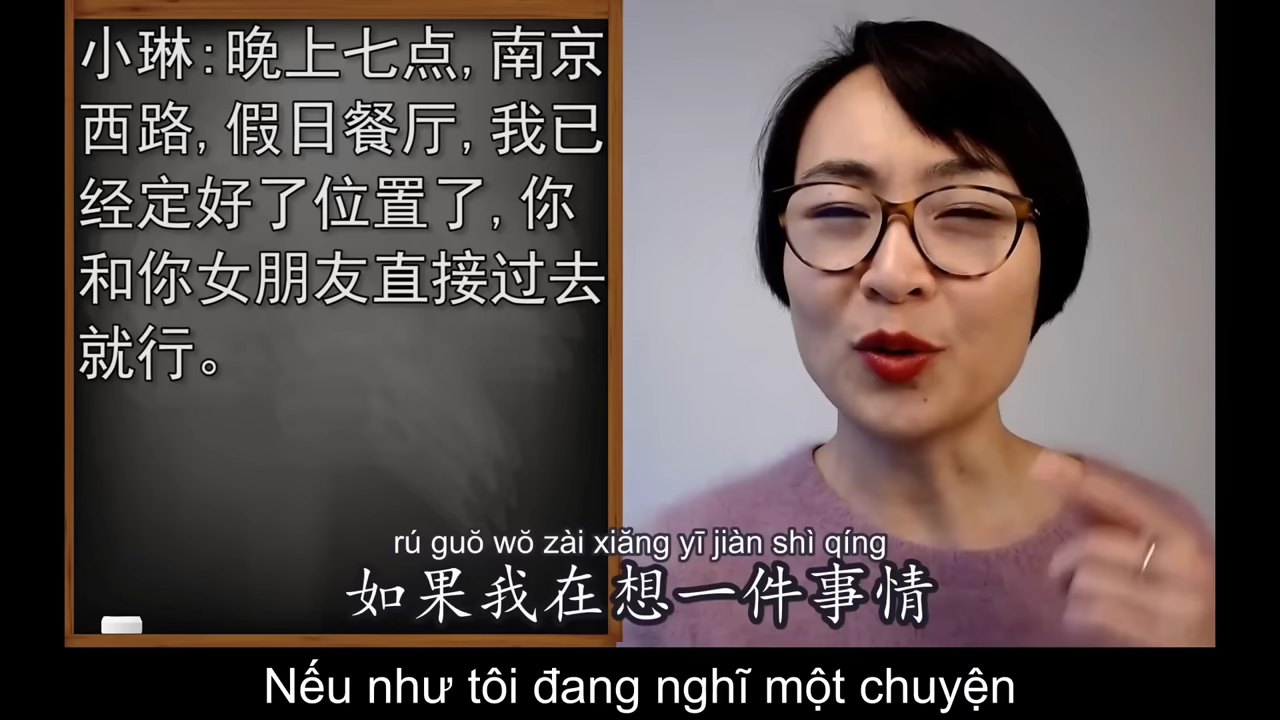 小琳:晚上七点,南京
西路,假日餐厅,我已
经定好了位置了,你
和你女朋友直接过去
就行。
rú guǒ wǒ zài xiǎng yī jiàn shì qíng
如果我在想一件事情
Nếu như tôi đang nghĩ một chuyện